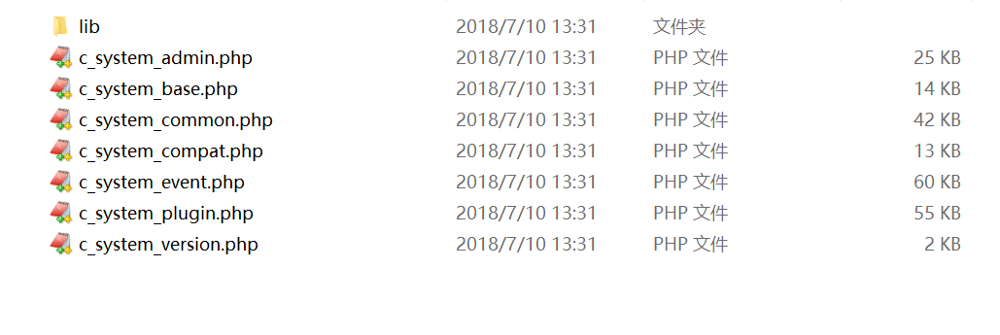 lib 2018/7/10 13:31 文件夹
c_system_admin.php 2018/7/10 13:31 PHP 文件 25 KB
c_system_base.php 2018/7/10 13:31 PHP 文件 14 KB
c_system_common.php 2018/7/10 13:31 PHP 文件 42 KB
c_system_compat.php 2018/7/10 13:31 PHP 文件 13 KB
c_system_event.php 2018/7/10 13:31 PHP 文件 60 KB
c_system_plugin.php 2018/7/10 13:31 PHP 文件 55 KB
c_system_version.php 2018/7/10 13:31 PHP 文件 2 KB